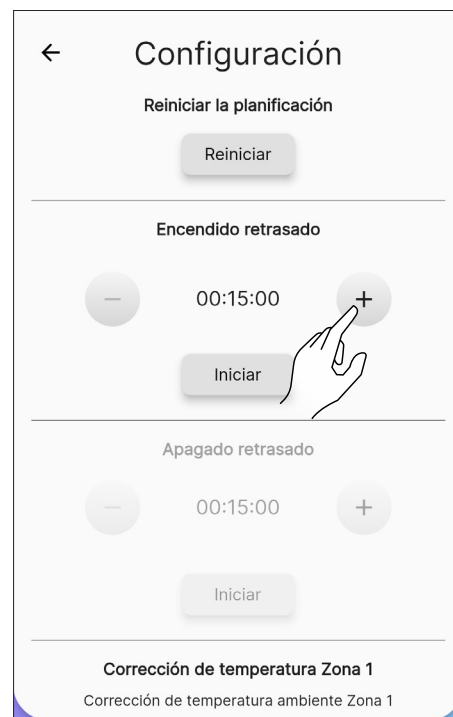 Configuración
Reiniciar la planificación
Reiniciar
Encendido retrasado
− 00:15:00 +
Iniciar
Apagado retrasado
− 00:15:00 +
Iniciar
Corrección de temperatura Zona 1
Corrección de temperatura ambiente Zona 1